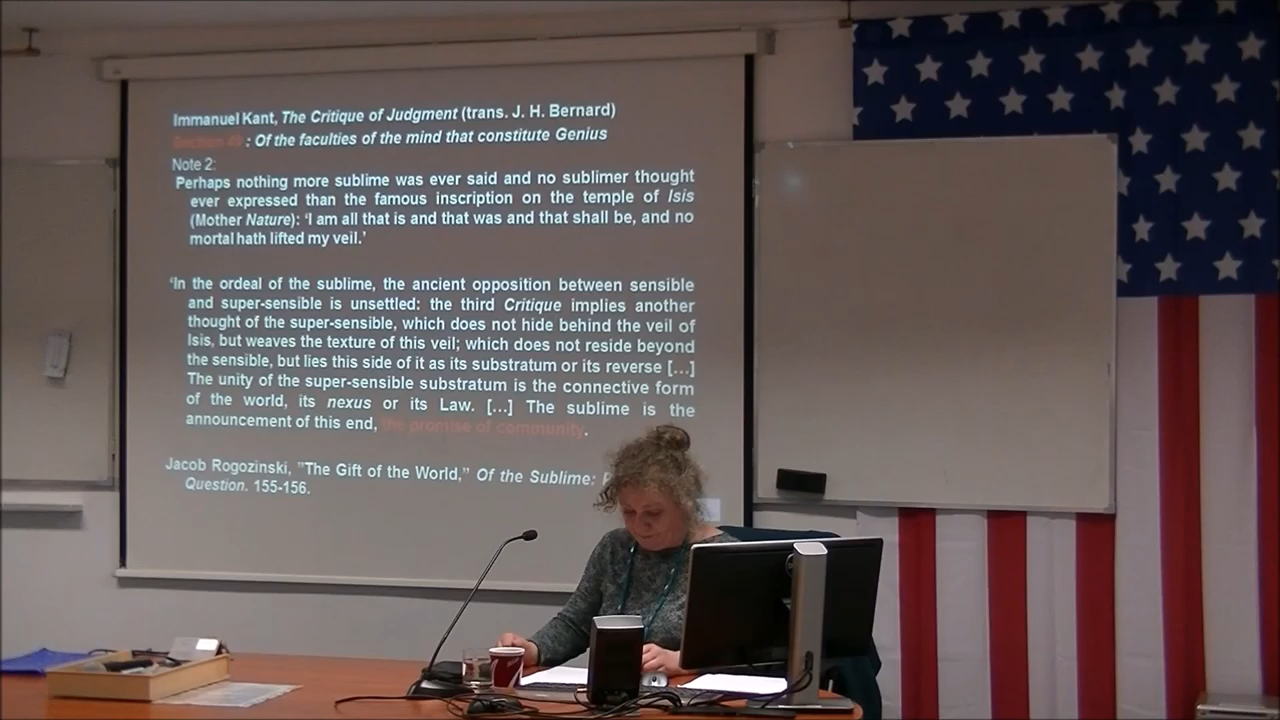 Immanuel Kant, The Critique of Judgment (trans. J. H. Bernard)
Section 49 : Of the faculties of the mind that constitute Genius
Note 2:
Perhaps nothing more sublime was ever said and no sublimer thought
ever expressed than the famous inscription on the temple of Isis
(Mother Nature): ‘I am all that is and that was and that shall be, and no
mortal hath lifted my veil.’
‘In the ordeal of the sublime, the ancient opposition between sensible
and super-sensible is unsettled: the third Critique implies another
thought of the super-sensible, which does not hide behind the veil of
Isis, but weaves the texture of this veil; which does not reside beyond
the sensible, but lies this side of it as its substratum or its reverse [...]
The unity of the super-sensible substratum is the connective form
of the world, its nexus or its Law. [...] The sublime is the
announcement of this end, the promise of community.
Jacob Rogozinski, ”The Gift of the World,” Of the Sublime:
Question. 155-156.